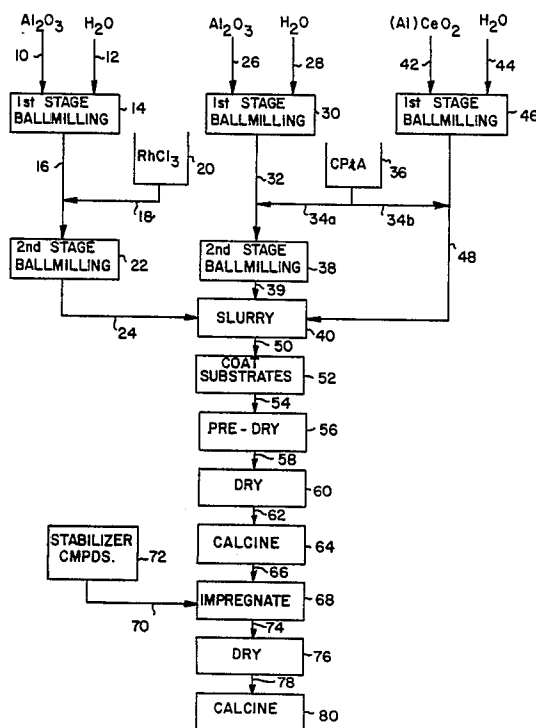 Al₂O₃ H₂O Al₂O₃ H₂O (Al)CeO₂ H₂O
10 12 26 28 42 44
1st STAGE BALLMILLING 14
1st STAGE BALLMILLING 30
1st STAGE BALLMILLING 46
16
RhCl₃ 20
18
32
CPtA 36
34a 34b
48
2nd STAGE BALLMILLING 22
2nd STAGE BALLMILLING 38
24
39
SLURRY 40
50
COAT SUBSTRATES 52
54
PRE-DRY 56
58
DRY 60
62
CALCINE 64
66
STABILIZER CMPDS. 72
70
IMPREGNATE 68
74
DRY 76
78
CALCINE 80